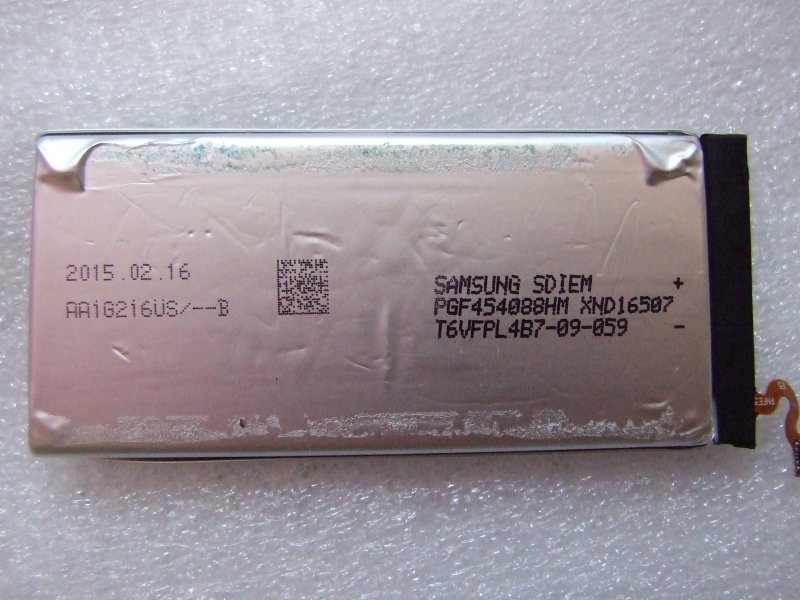 2015.02.16
AA1G216US/--B
SAMSUNG SDIEM +
PGF454088HM XND16507
T6VFPL4B7-09-059 -